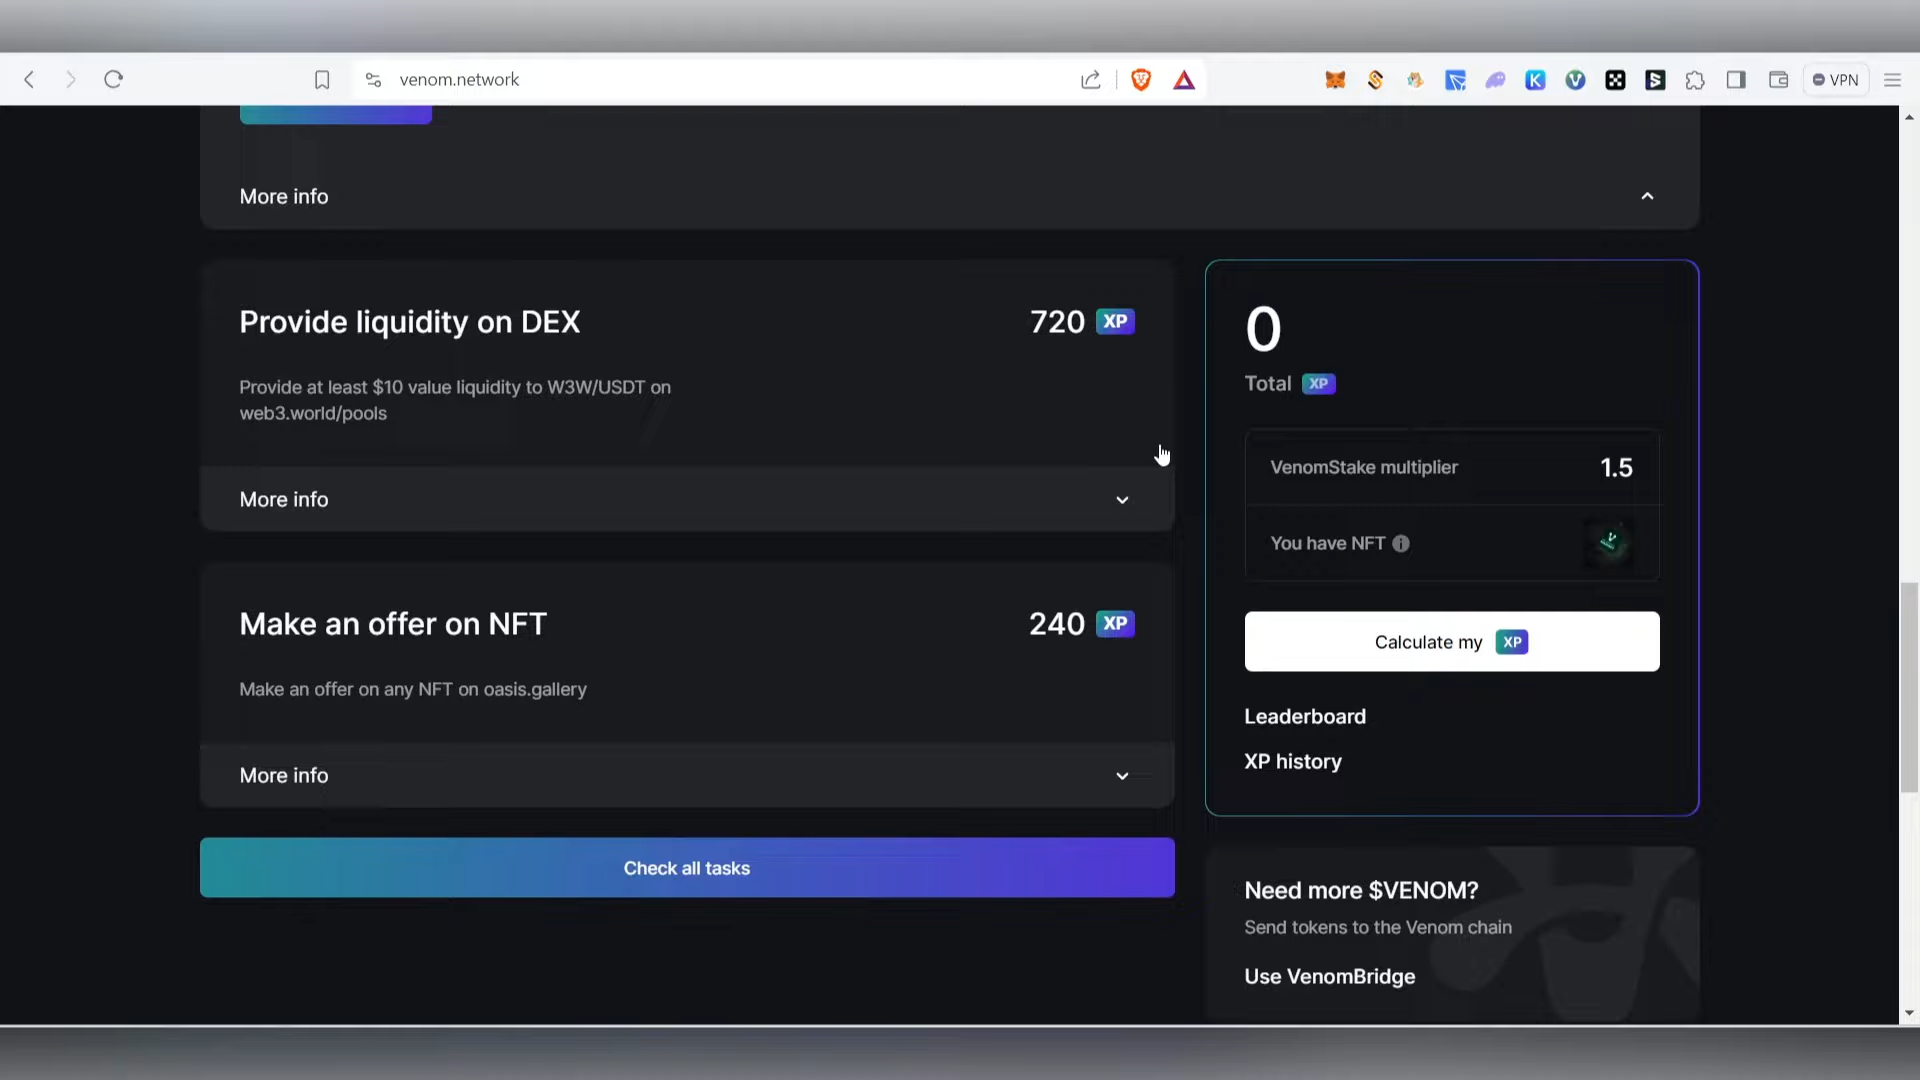 venom.network
VPN
More info
Provide liquidity on DEX
720 XP
Provide at least $10 value liquidity to W3W/USDT on
web3.world/pools
More info
Make an offer on NFT
240 XP
Make an offer on any NFT on oasis.gallery
More info
Check all tasks
0
Total XP
VenomStake multiplier 1.5
You have NFT
Calculate my XP
Leaderboard
XP history
Need more $VENOM?
Send tokens to the Venom chain
Use VenomBridge